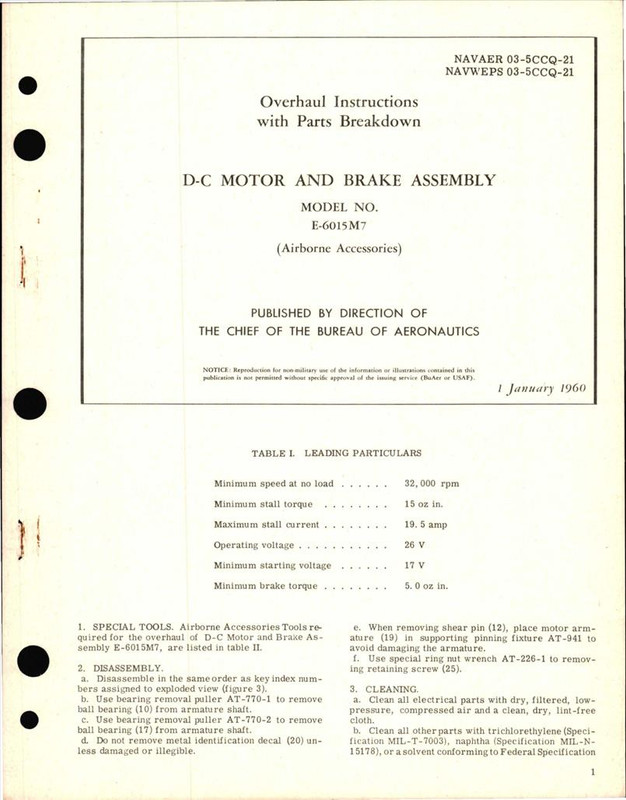 NAVAER 03-5CCQ-21
NAVWEPS 03-5CCQ-21
Overhaul Instructions
with Parts Breakdown
D-C MOTOR AND BRAKE ASSEMBLY
MODEL NO.
E-6015M7
(Airborne Accessories)
PUBLISHED BY DIRECTION OF
THE CHIEF OF THE BUREAU OF AERONAUTICS
NOTICE: Reproduction for non-military use of the information or illustrations contained in this
publication is not permitted without specific approval of the issuing service (BuAer or USAF).
1 January 1960
TABLE I. LEADING PARTICULARS
Minimum speed at no load . . . . . . 32,000 rpm
Minimum stall torque . . . . . . . . 15 oz in.
Maximum stall current . . . . . . . . 19.5 amp
Operating voltage . . . . . . . . . . . 26 V
Minimum starting voltage . . . . . . 17 V
Minimum brake torque . . . . . . . . 5.0 oz in.
1. SPECIAL TOOLS. Airborne Accessories Tools re-
quired for the overhaul of D-C Motor and Brake As-
sembly E-6015M7, are listed in table II.
2. DISASSEMBLY.
a. Disassemble in the same order as key index num-
bers assigned to exploded view (figure 3).
b. Use bearing removal puller AT-770-1 to remove
ball bearing (10) from armature shaft.
c. Use bearing removal puller AT-770-2 to remove
ball bearing (17) from armature shaft.
d. Do not remove metal identification decal (20) un-
less damaged or illegible.
e. When removing shear pin (12), place motor arm-
ature (19) in supporting pinning fixture AT-941 to
avoid damaging the armature.
f. Use special ring nut wrench AT-226-1 to remov-
ing retaining screw (25).
3. CLEANING.
a. Clean all electrical parts with dry, filtered, low-
pressure, compressed air and a clean, dry, lint-free
cloth.
b. Clean all other parts with trichlorethylene (Speci-
fication MIL-T-7003), naphtha (Specification MIL-N-
15178), or a solvent conforming to Federal Specification
1